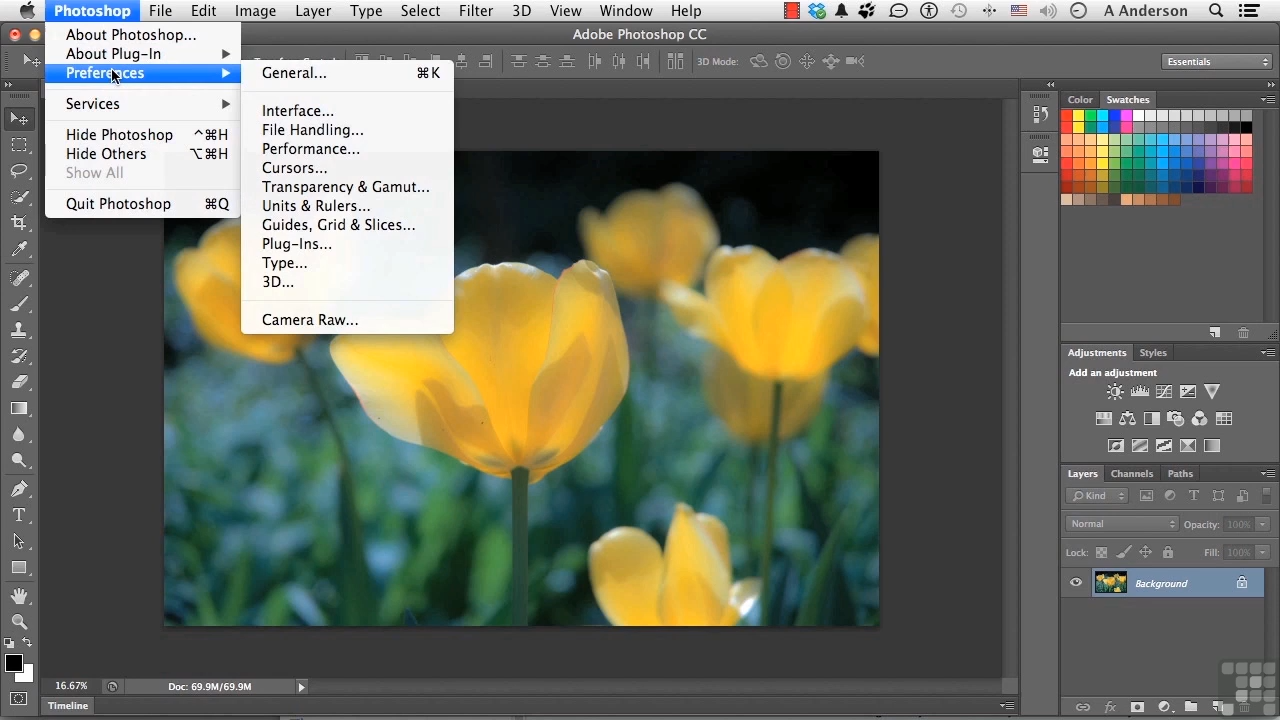 Photoshop File Edit Image Layer Type Select Filter 3D View Window Help A Anderson
Adobe Photoshop CC
About Photoshop...
About Plug-In
Preferences
Services
Hide Photoshop ^⌘H
Hide Others ⌥⌘H
Show All
Quit Photoshop ⌘Q
General... ⌘K
Interface...
File Handling...
Performance...
Cursors...
Transparency & Gamut...
Units & Rulers...
Guides, Grid & Slices...
Plug-Ins...
Type...
3D...
Camera Raw...
3D Mode:
Essentials
Color Swatches
Adjustments Styles
Add an adjustment
Layers Channels Paths
Kind
Normal Opacity: 100%
Lock: Fill: 100%
Background
16.67% Doc: 69.9M/69.9M
Timeline